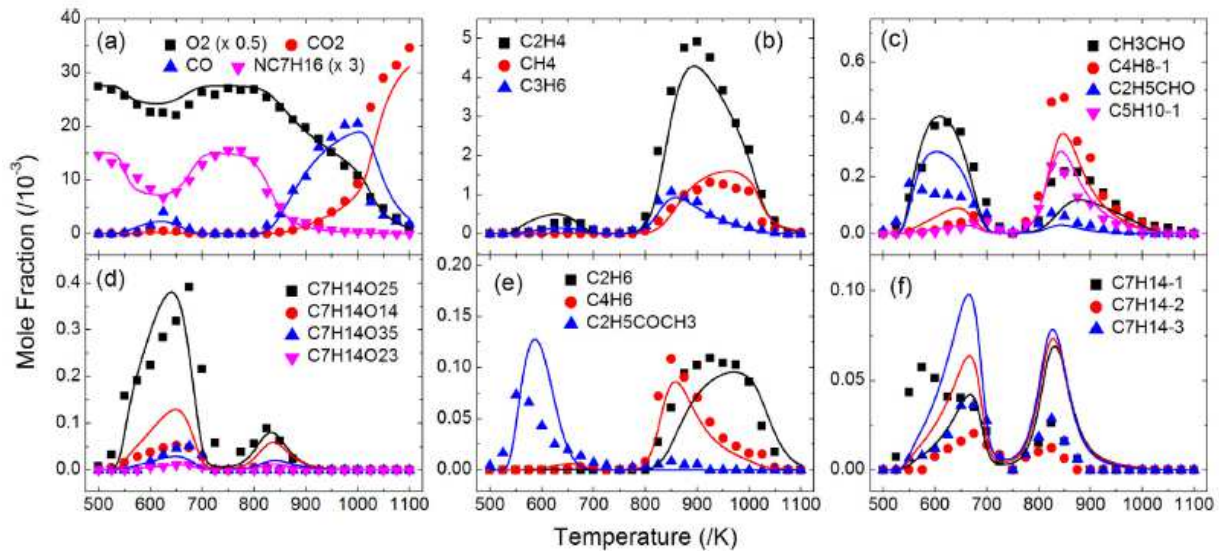 (a)
O2 (x 0.5) CO2
CO NC7H16 (x 3)
40
30
20
10
0
(b)
C2H4
CH4
C3H6
5
4
3
2
1
0
(c)
CH3CHO
C4H8-1
C2H5CHO
C5H10-1
0.4
0.2
0.0
Mole Fraction (/10⁻³)
(d)
C7H14O25
C7H14O14
C7H14O35
C7H14O23
0.4
0.3
0.2
0.1
0.0
500 600 700 800 900 1000 1100
(e)
C2H6
C4H6
C2H5COCH3
0.20
0.15
0.10
0.05
0.00
500 600 700 800 900 1000 1100
(f)
C7H14-1
C7H14-2
C7H14-3
0.10
0.05
0.00
500 600 700 800 900 1000 1100
Temperature (/K)